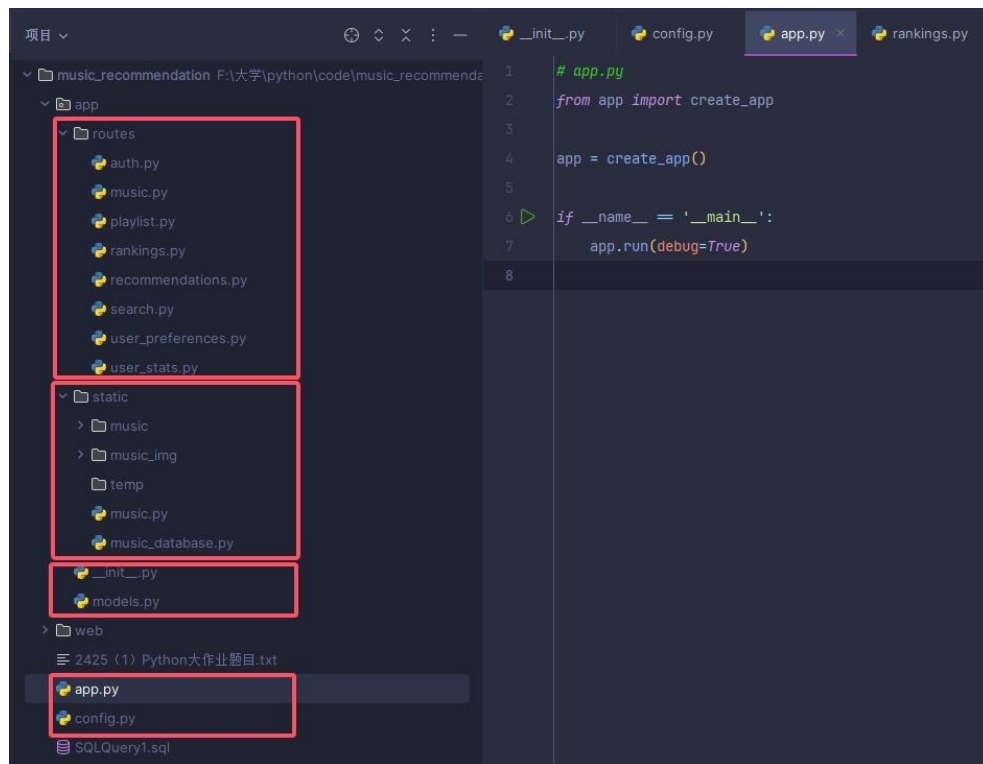 项目
__init__.py
config.py
app.py
rankings.py
music_recommendation F:\大学\python\code\music_recommenda
app
routes
auth.py
music.py
playlist.py
rankings.py
recommendations.py
search.py
user_preferences.py
user_stats.py
static
music
music_img
temp
music.py
music_database.py
__init__.py
models.py
web
2425（1）Python大作业题目.txt
app.py
config.py
SQLQuery1.sql
1 # app.py
2 from app import create_app
3
4 app = create_app()
5
6 if __name__ == '__main__':
7 app.run(debug=True)
8